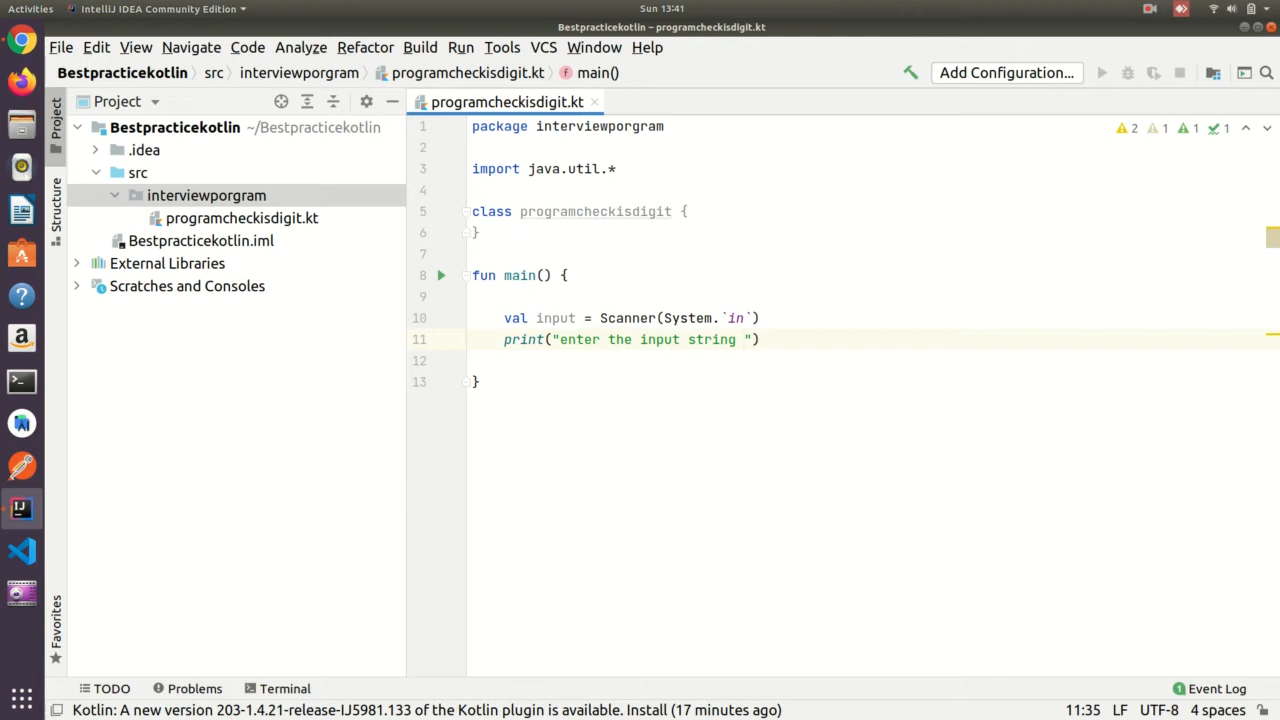 Activities IntelliJ IDEA Community Edition Sun 13:41
Bestpracticekotlin – programcheckisdigit.kt
File Edit View Navigate Code Analyze Refactor Build Run Tools VCS Window Help
Bestpracticekotlin src interviewporgram programcheckisdigit.kt main() Add Configuration...
Project
programcheckisdigit.kt
Project
Structure
Favorites
Bestpracticekotlin ~/Bestpracticekotlin
.idea
src
interviewporgram
programcheckisdigit.kt
Bestpracticekotlin.iml
External Libraries
Scratches and Consoles
2 1 1 1
1 package interviewporgram
2
3 import java.util.*
4
5 class programcheckisdigit {
6 }
7
8 fun main() {
9
10 val input = Scanner(System.`in`)
11 print("enter the input string ")
12
13 }
TODO Problems Terminal 1 Event Log
Kotlin: A new version 203-1.4.21-release-IJ5981.133 of the Kotlin plugin is available. Install (17 minutes ago) 11:35 LF UTF-8 4 spaces